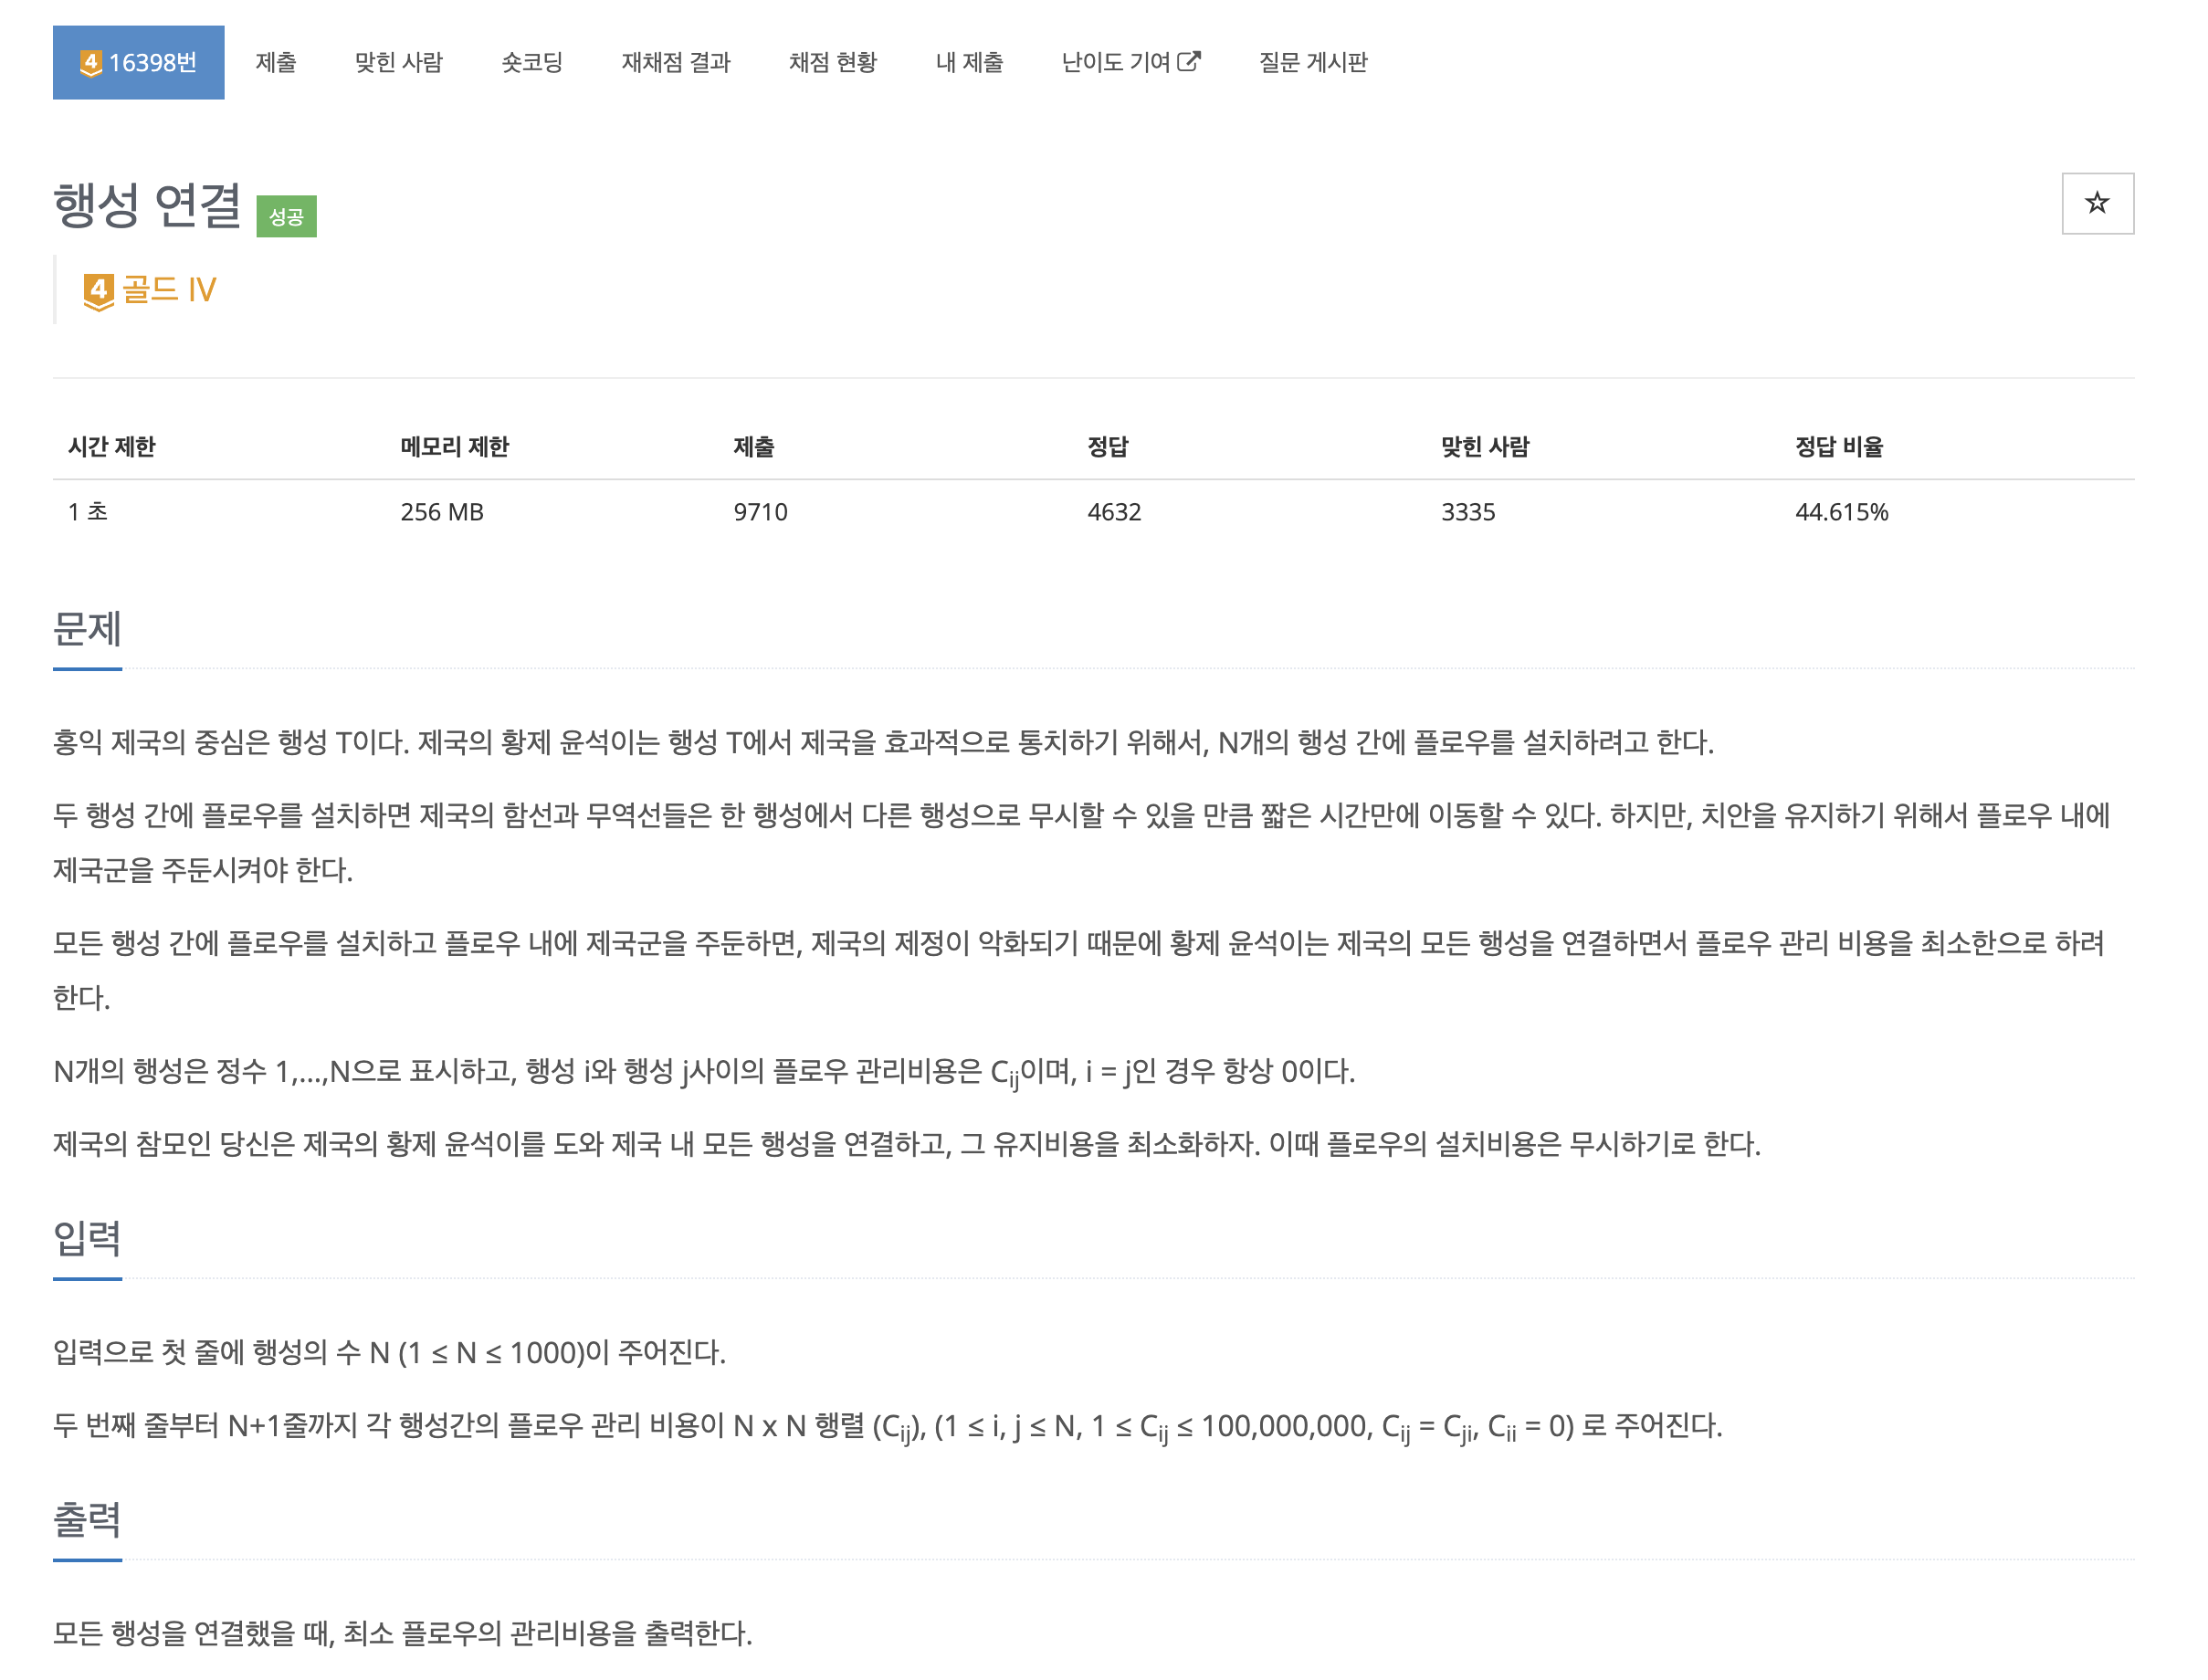 4 16398번 제출 맞힌 사람 숏코딩 재채점 결과 채점 현황 내 제출 난이도 기여 질문 게시판
행성 연결 성공
4 골드 IV
시간 제한 메모리 제한 제출 정답 맞힌 사람 정답 비율
1 초 256 MB 9710 4632 3335 44.615%
문제
홍익 제국의 중심은 행성 T이다. 제국의 황제 윤석이는 행성 T에서 제국을 효과적으로 통치하기 위해서, N개의 행성 간에 플로우를 설치하려고 한다.
두 행성 간에 플로우를 설치하면 제국의 함선과 무역선들은 한 행성에서 다른 행성으로 무시할 수 있을 만큼 짧은 시간만에 이동할 수 있다. 하지만, 치안을 유지하기 위해서 플로우 내에
제국군을 주둔시켜야 한다.
모든 행성 간에 플로우를 설치하고 플로우 내에 제국군을 주둔하면, 제국의 제정이 악화되기 때문에 황제 윤석이는 제국의 모든 행성을 연결하면서 플로우 관리 비용을 최소한으로 하려
한다.
N개의 행성은 정수 1,…,N으로 표시하고, 행성 i와 행성 j사이의 플로우 관리비용은 Cij이며, i = j인 경우 항상 0이다.
제국의 참모인 당신은 제국의 황제 윤석이를 도와 제국 내 모든 행성을 연결하고, 그 유지비용을 최소화하자. 이때 플로우의 설치비용은 무시하기로 한다.
입력
입력으로 첫 줄에 행성의 수 N (1 ≤ N ≤ 1000)이 주어진다.
두 번째 줄부터 N+1줄까지 각 행성간의 플로우 관리 비용이 N x N 행렬 (Cij), (1 ≤ i, j ≤ N, 1 ≤ Cij ≤ 100,000,000, Cij = Cji, Cii = 0) 로 주어진다.
출력
모든 행성을 연결했을 때, 최소 플로우의 관리비용을 출력한다.